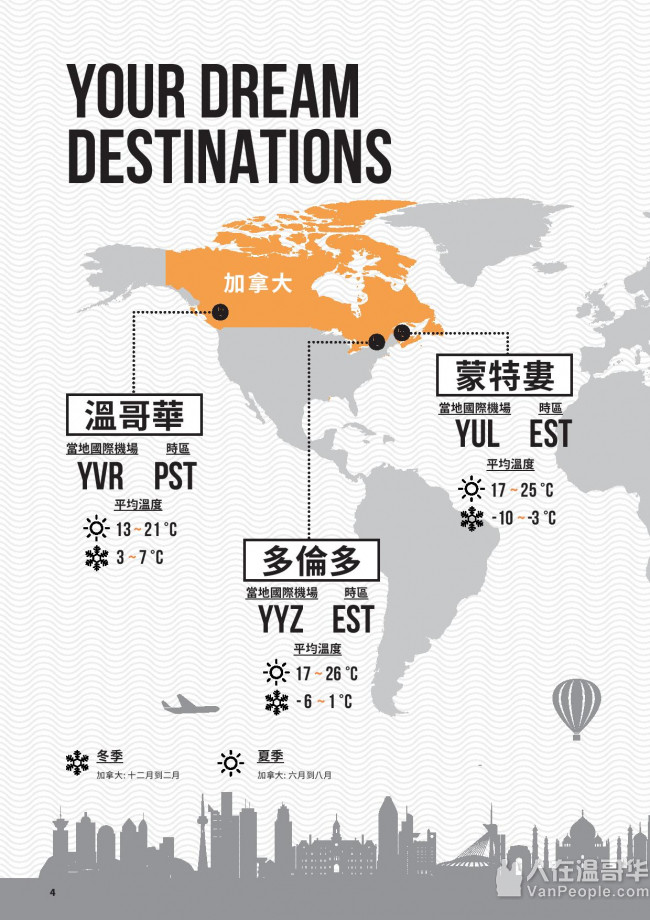 YOUR DREAM
DESTINATIONS
加拿大
溫哥華
當地國際機場 時區
YVR PST
平均溫度
13 ~ 21 °C
3 ~ 7 °C
蒙特婁
當地國際機場 時區
YUL EST
平均溫度
17 ~ 25 °C
-10 ~ -3 °C
多倫多
當地國際機場 時區
YYZ EST
平均溫度
17 ~ 26 °C
-6 ~ 1 °C
冬季
加拿大: 十二月到二月
夏季
加拿大: 六月到八月
4
人在温哥华
VanPeople.com